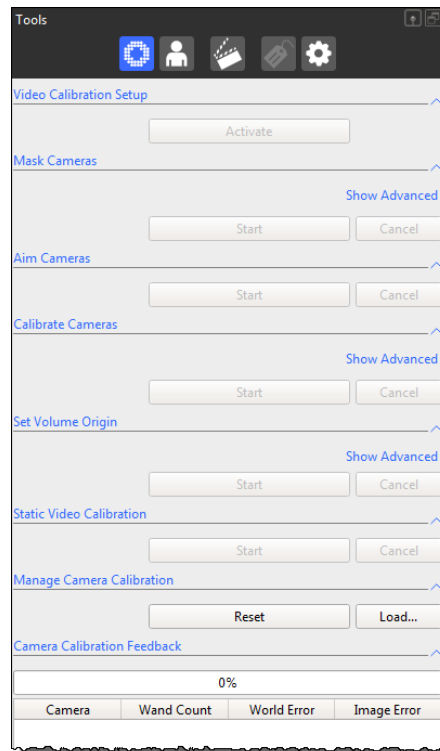 Tools
Video Calibration Setup
Activate
Mask Cameras
Show Advanced
Start Cancel
Aim Cameras
Start Cancel
Calibrate Cameras
Show Advanced
Start Cancel
Set Volume Origin
Show Advanced
Start Cancel
Static Video Calibration
Start Cancel
Manage Camera Calibration
Reset Load...
Camera Calibration Feedback
0%
Camera Wand Count World Error Image Error